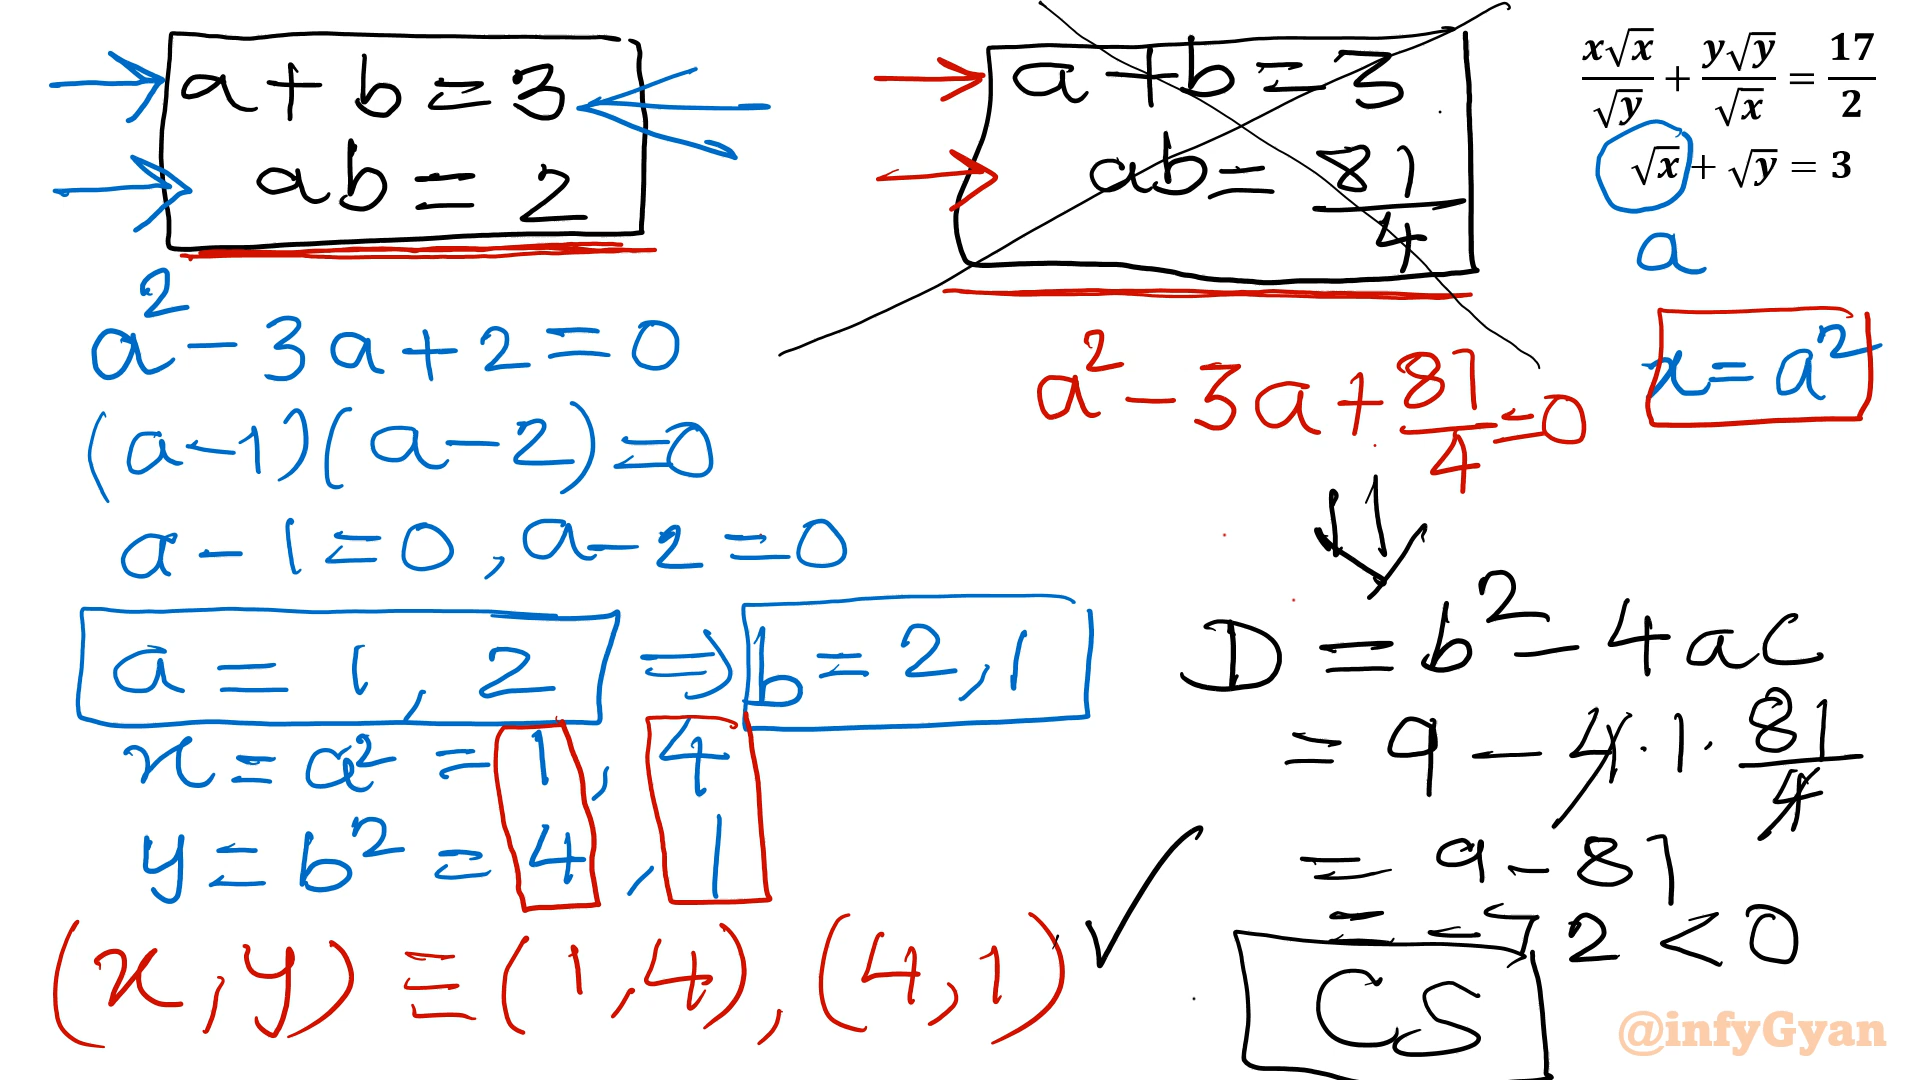 a + b = 3
ab = 2
a² - 3a + 2 = 0
(a - 1)(a - 2) = 0
a - 1 = 0, a - 2 = 0
a = 1, 2 ⇒ b = 2, 1
x = a² = 1, 4
y = b² = 4, 1
(x, y) ≡ (1, 4), (4, 1)
a + b = 3
ab = 81/4
a² - 3a + 81/4 = 0
D = b² - 4ac
= 9 - 4 · 1 · 81/4
= 9 - 81
= -72 < 0
CS
x√x/√y + y√y/√x = 17/2
√x + √y = 3
a
x = a²
@infyGyan